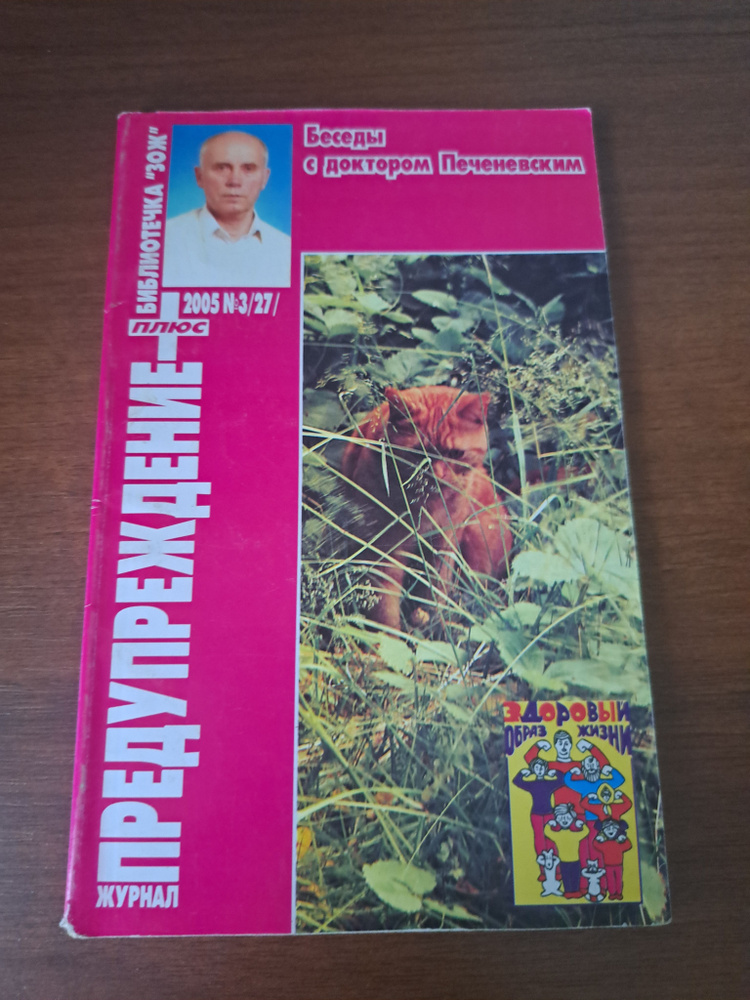 Беседы
с доктором Печеневским
БИБЛИОТЕЧКА "ЗОЖ"
2005 №3/27/
ПЛЮС
ПРЕДУПРЕЖДЕНИЕ
ЖУРНАЛ
ЗДОРОВЫЙ
ОБРАЗ ЖИЗНИ